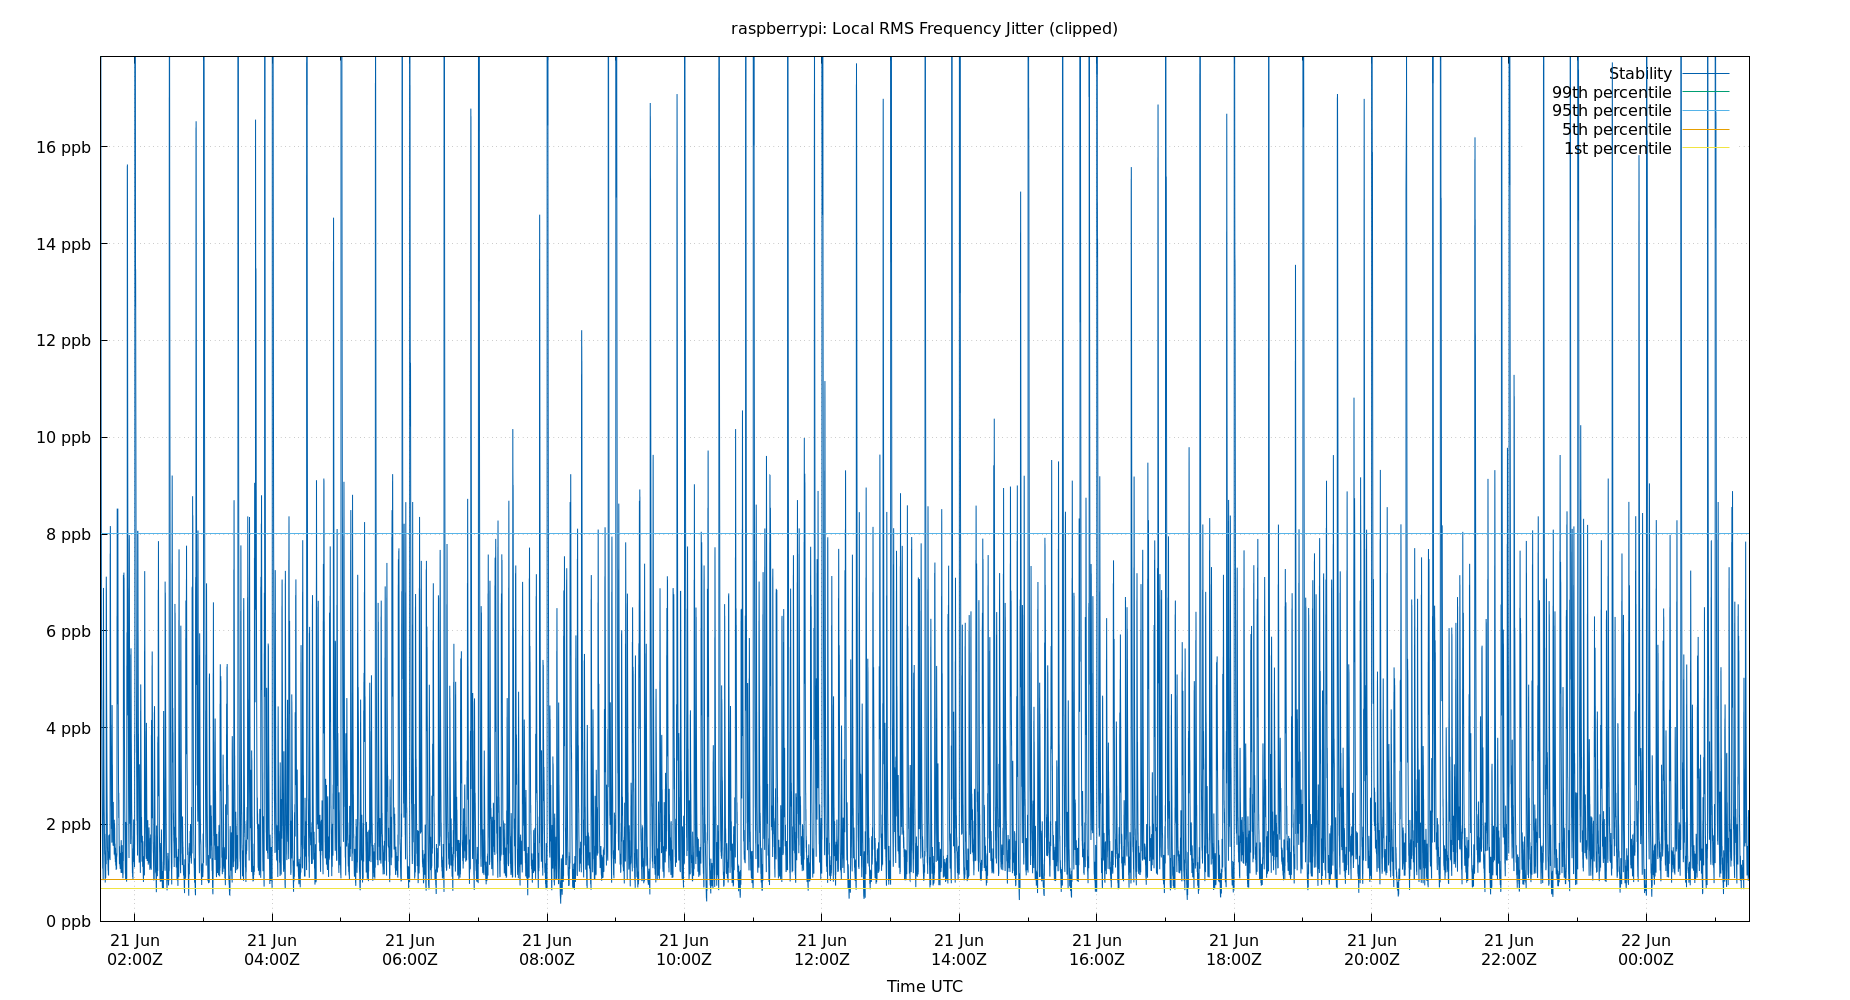 raspberrypi: Local RMS Frequency Jitter (clipped)
Stability
99th percentile
95th percentile
5th percentile
1st percentile
16 ppb
14 ppb
12 ppb
10 ppb
8 ppb
6 ppb
4 ppb
2 ppb
0 ppb
21 Jun 21 Jun 21 Jun 21 Jun 21 Jun 21 Jun 21 Jun 21 Jun 21 Jun 21 Jun 21 Jun 22 Jun
02:00Z 04:00Z 06:00Z 08:00Z 10:00Z 12:00Z 14:00Z 16:00Z 18:00Z 20:00Z 22:00Z 00:00Z
Time UTC